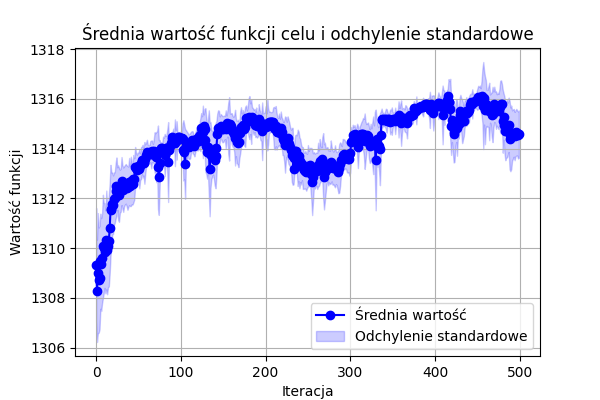 Średnia wartość funkcji celu i odchylenie standardowe
1318
1316
1314
1312
1310
1308
1306
Wartość funkcji
0
100
200
300
400
500
Iteracja
Średnia wartość
Odchylenie standardowe